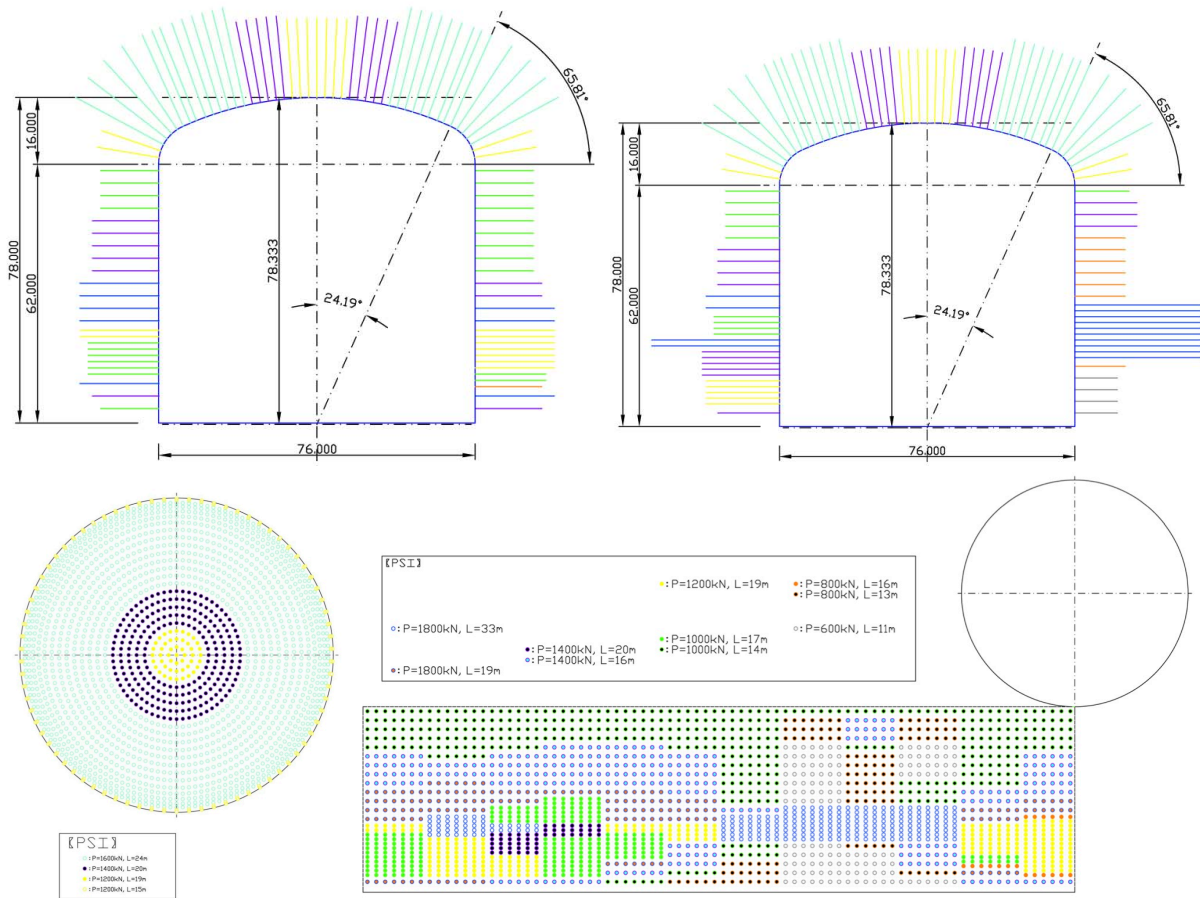 65.81°
16.000
78.000
62.000
78.333
24.19°
76.000
65.81°
16.000
78.000
62.000
78.333
24.19°
76.000
[PSI]
: P=1200kN, L=19m
: P=800kN, L=16m
: P=800kN, L=13m
: P=1800kN, L=33m
: P=600kN, L=11m
: P=1400kN, L=20m
: P=1400kN, L=16m
: P=1000kN, L=17m
: P=1000kN, L=14m
: P=1800kN, L=19m
[PSI]
: P=1600kN, L=24m
: P=1400kN, L=20m
: P=1200kN, L=19m
: P=1200kN, L=15m